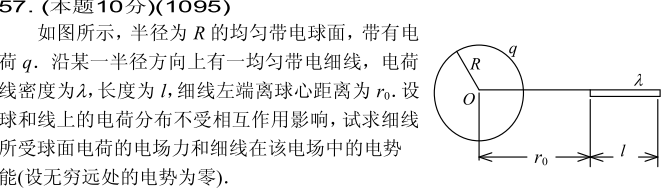 57. (本题10分)(1095)
如图所示，半径为 R 的均匀带电球面，带有电
荷 q．沿某一半径方向上有一均匀带电细线，电荷
线密度为λ，长度为 l，细线左端离球心距离为 r₀．设
球和线上的电荷分布不受相互作用影响，试求细线
所受球面电荷的电场力和细线在该电场中的电势
能(设无穷远处的电势为零)．
q
R
λ
O
r₀
l